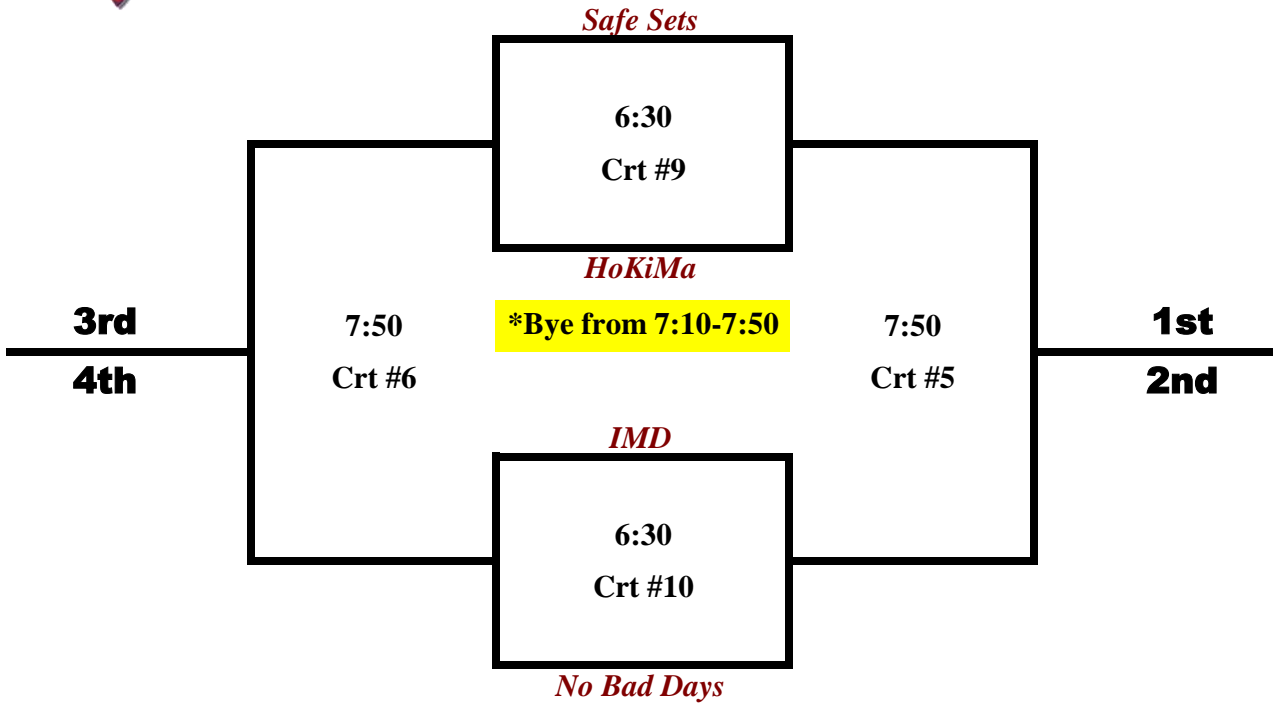 Safe Sets
6:30
Crt #9
HoKiMa
*Bye from 7:10-7:50
3rd
4th
7:50
Crt #6
7:50
Crt #5
1st
2nd
IMD
6:30
Crt #10
No Bad Days